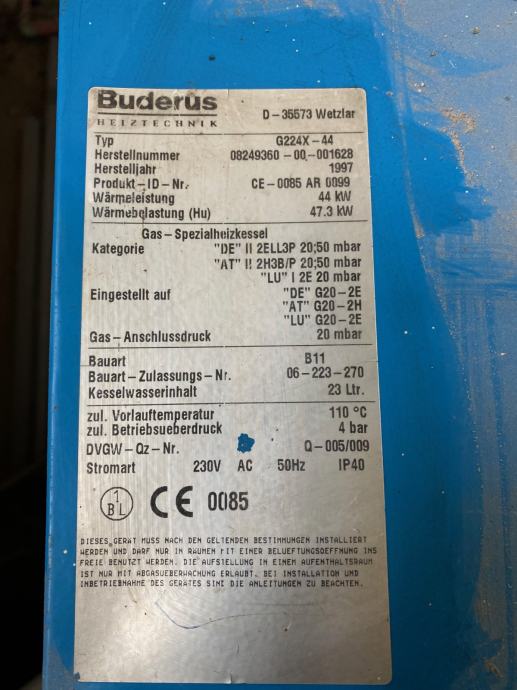 Buderus
HEIZTECHNIK
D-35573 Wetzlar
Typ G224X-44
Herstellnummer 08249360-00-001628
Herstelljahr 1997
Produkt-ID-Nr. CE-0085 AR 0099
Wärmeleistung 44 kW
Wärmebelastung (Hu) 47.3 kW
Gas-Spezialheizkessel
Kategorie "DE" II 2ELL3P 20;50 mbar
"AT" II 2H3B/P 20;50 mbar
"LU" I 2E 20 mbar
Eingestellt auf "DE" G20-2E
"AT" G20-2H
"LU" G20-2E
Gas-Anschlussdruck 20 mbar
Bauart B11
Bauart-Zulassungs-Nr. 06-223-270
Kesselwasserinhalt 23 Ltr.
zul. Vorlauftemperatur 110 °C
zul. Betriebsueberdruck 4 bar
DVGW-Qz-Nr. Q-005/009
Stromart 230V AC 50Hz IP40
1
BL
CE 0085
DIESES GERÄT MUSS NACH DEN GELTENDEN BESTIMMUNGEN INSTALLIERT
WERDEN UND DARF NUR IN RÄUMEN MIT EINER BELUEFTUNGSOEFFNUNG INS
FREIE BENUTZT WERDEN. DIE AUFSTELLUNG IN EINEM AUFENTHALTSRAUM
IST NUR MIT ABGASUEBERWACHUNG ERLAUBT. BEI INSTALLATION UND
INBETRIEBNAHME DES GERÄTES SIND DIE ANLEITUNGEN ZU BEACHTEN.